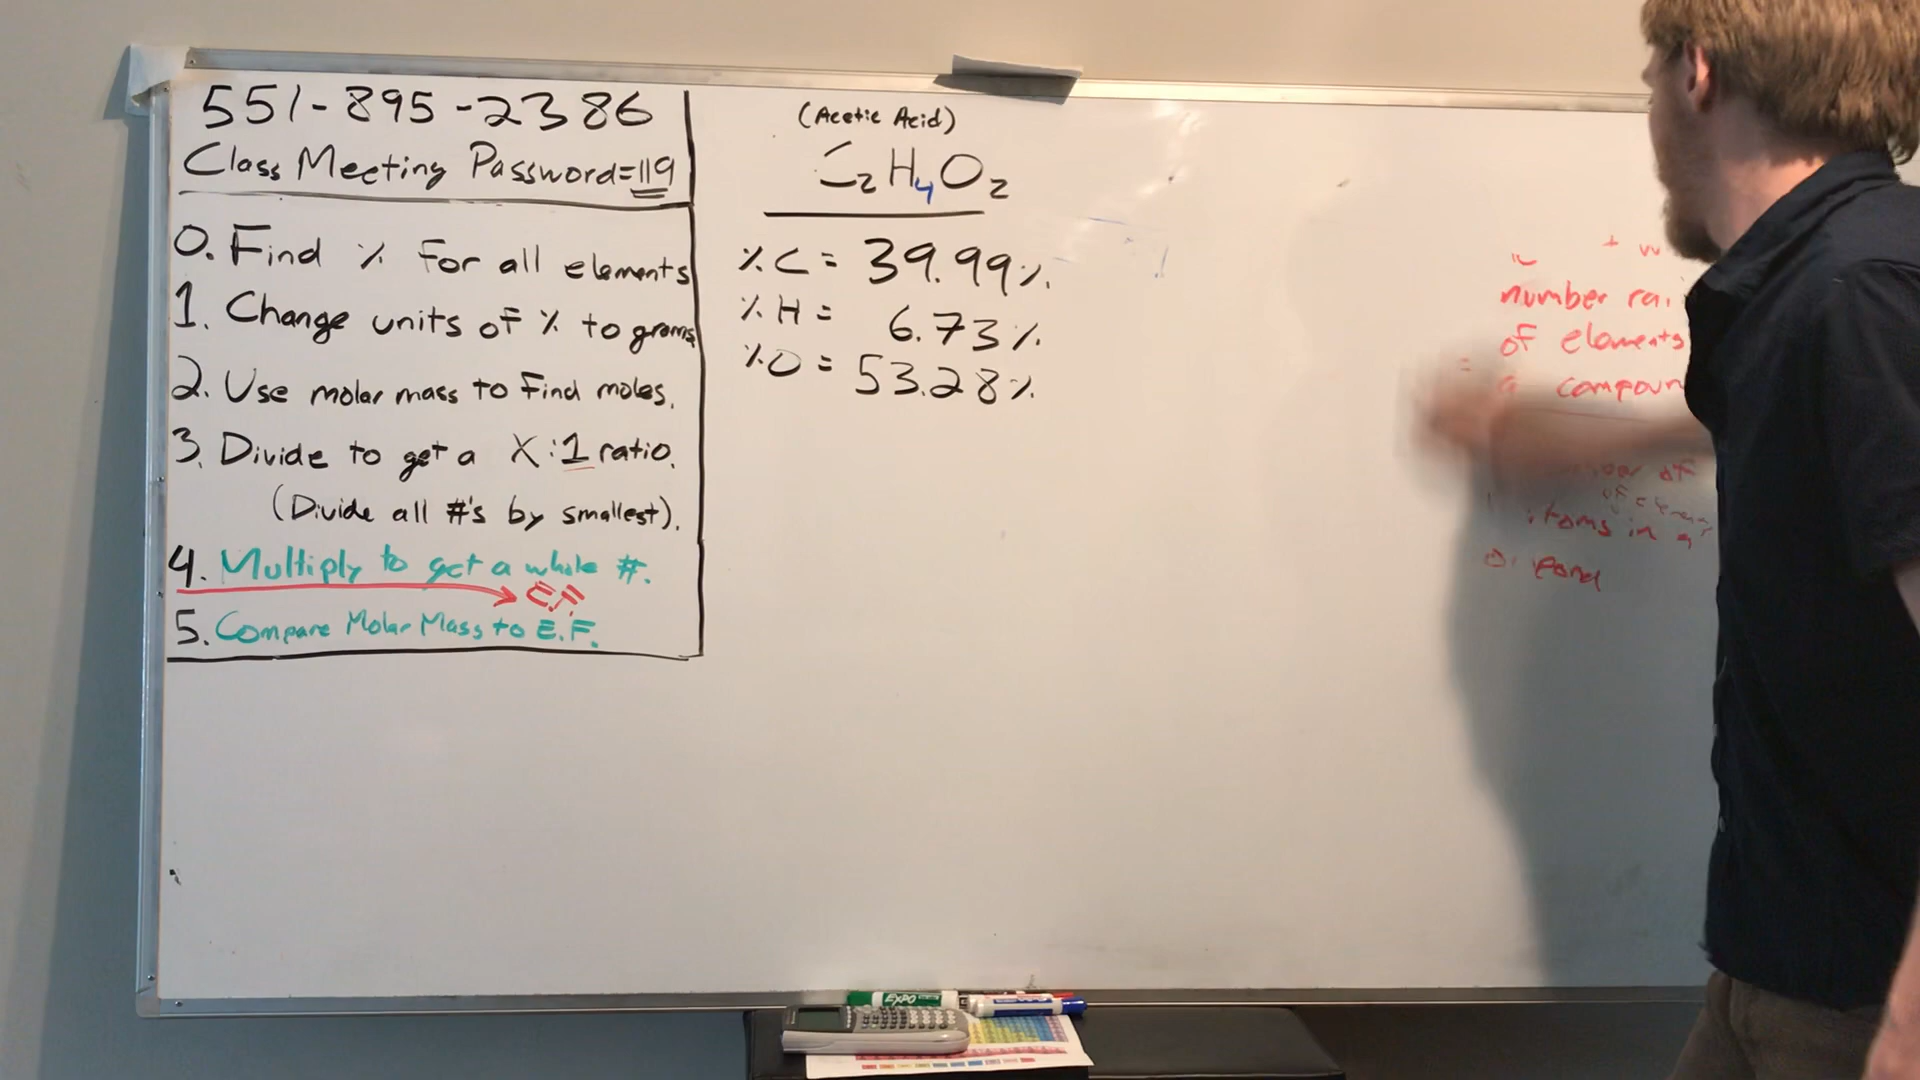 551-895-2386
Class Meeting Password=119
0. Find % for all elements
1. Change units of % to grams
2. Use molar mass to find moles.
3. Divide to get a X:1 ratio.
(Divide all #'s by smallest).
4. Multiply to get a whole #.
E.F.
5. Compare Molar Mass to E.F.
(Acetic Acid)
C2H4O2
%C = 39.99%
%H = 6.73%
%O = 53.28%
number
of elements
a compoun
of
in a
EXPO